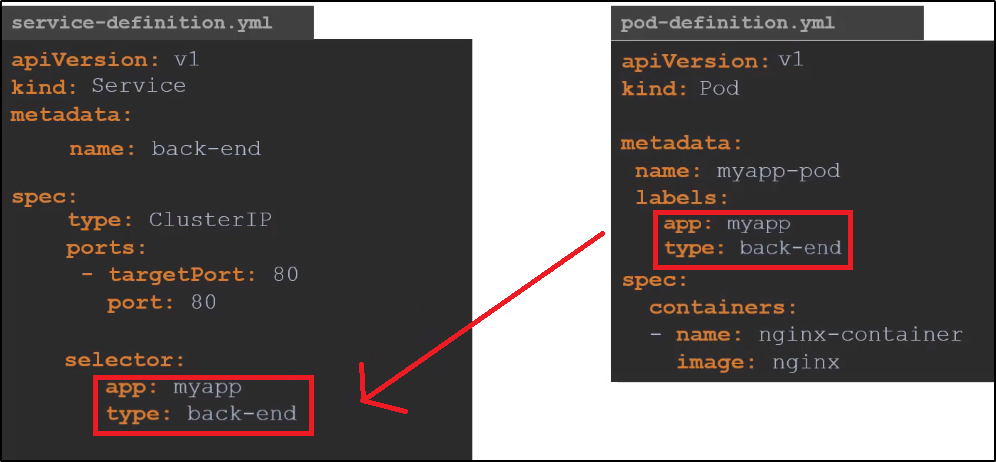 service-definition.yml
apiVersion: v1
kind: Service
metadata:
name: back-end
spec:
type: ClusterIP
ports:
- targetPort: 80
port: 80
selector:
app: myapp
type: back-end
pod-definition.yml
apiVersion: v1
kind: Pod
metadata:
name: myapp-pod
labels:
app: myapp
type: back-end
spec:
containers:
- name: nginx-container
image: nginx